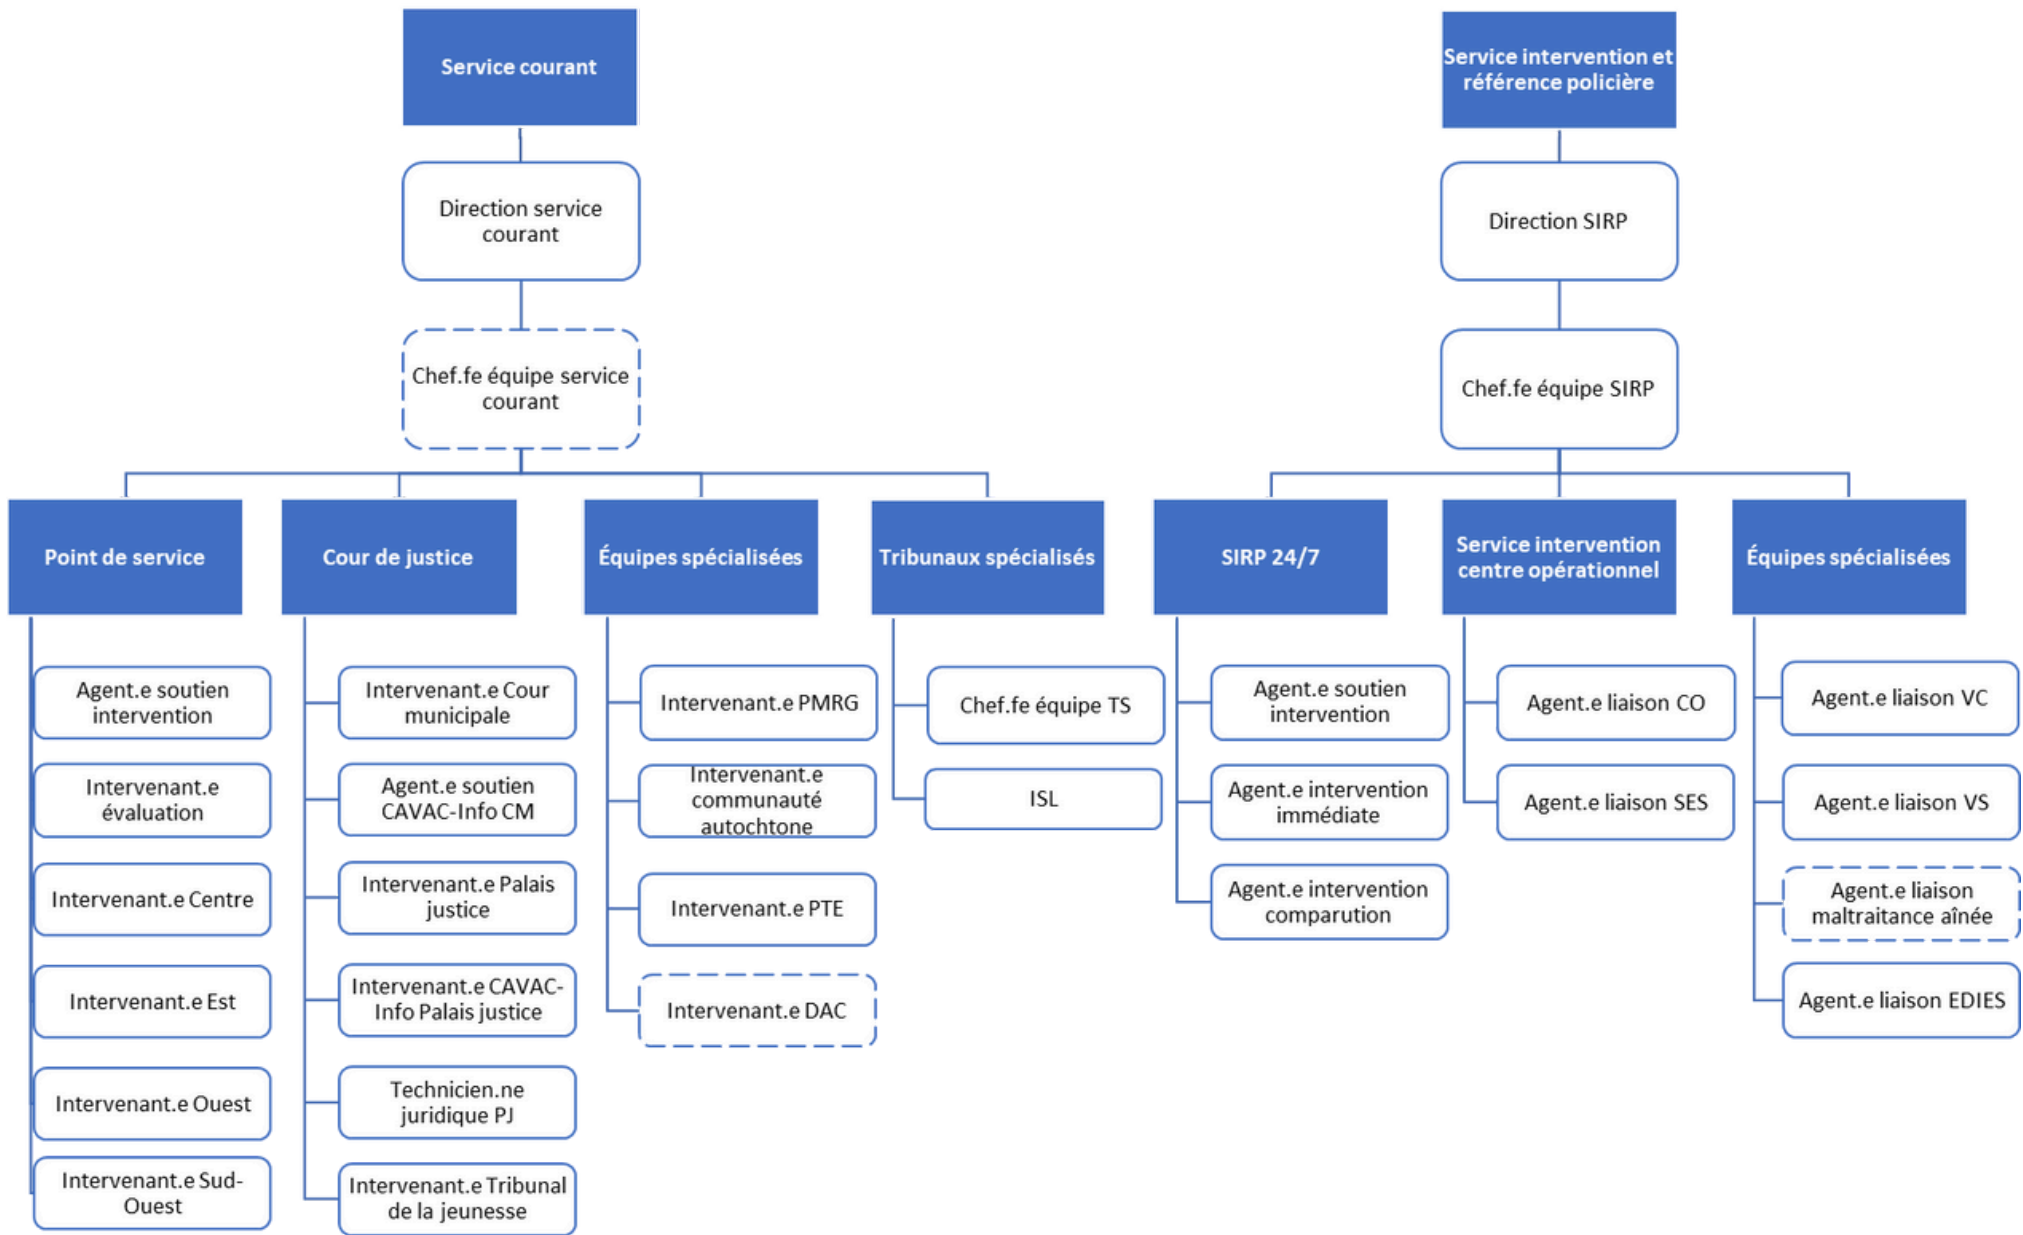 Service courant
Service intervention et
référence policière
Direction service
courant
Direction SIRP
Chef.fe équipe service
courant
Chef.fe équipe SIRP
Point de service
Cour de justice
Équipes spécialisées
Tribunaux spécialisés
SIRP 24/7
Service intervention
centre opérationnel
Équipes spécialisées
Agent.e soutien
intervention
Intervenant.e
évaluation
Intervenant.e Centre
Intervenant.e Est
Intervenant.e Ouest
Intervenant.e Sud-
Ouest
Intervenant.e Cour
municipale
Agent.e soutien
CAVAC-Info CM
Intervenant.e Palais
justice
Intervenant.e CAVAC-
Info Palais justice
Technicien.ne
juridique PJ
Intervenant.e Tribunal
de la jeunesse
Intervenant.e PMRG
Intervenant.e
communauté
autochtone
Intervenant.e PTE
Intervenant.e DAC
Chef.fe équipe TS
ISL
Agent.e soutien
intervention
Agent.e intervention
immédiate
Agent.e intervention
comparution
Agent.e liaison CO
Agent.e liaison SES
Agent.e liaison VC
Agent.e liaison VS
Agent.e liaison
maltraitance aînée
Agent.e liaison EDIES